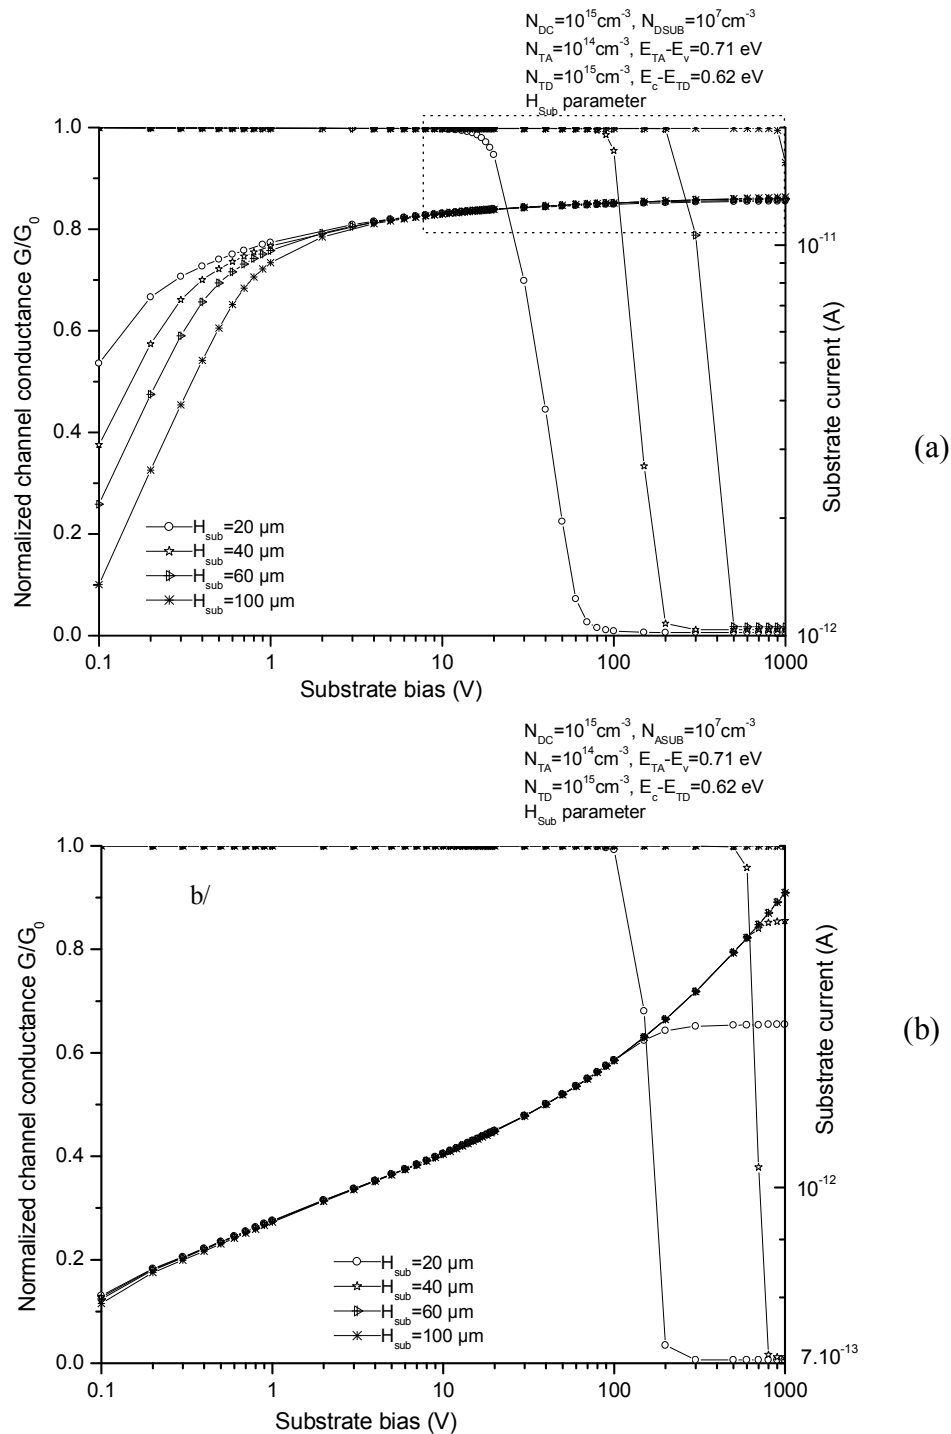 N_DC=10^15cm^-3, N_DSUB=10^7cm^-3
N_TA=10^14cm^-3, E_TA-E_v=0.71 eV
N_TD=10^15cm^-3, E_c-E_TD=0.62 eV
H_Sub parameter
1.0
0.8
0.6
0.4
0.2
0.0
Normalized channel conductance G/G_0
10^-11
10^-12
Substrate current (A)
(a)
H_sub=20 µm
H_sub=40 µm
H_sub=60 µm
H_sub=100 µm
0.1 1 10 100 1000
Substrate bias (V)
N_DC=10^15cm^-3, N_ASUB=10^7cm^-3
N_TA=10^14cm^-3, E_TA-E_v=0.71 eV
N_TD=10^15cm^-3, E_c-E_TD=0.62 eV
H_Sub parameter
1.0
0.8
0.6
0.4
0.2
0.0
Normalized channel conductance G/G_0
b/
10^-12
7.10^-13
Substrate current (A)
(b)
H_sub=20 µm
H_sub=40 µm
H_sub=60 µm
H_sub=100 µm
0.1 1 10 100 1000
Substrate bias (V)